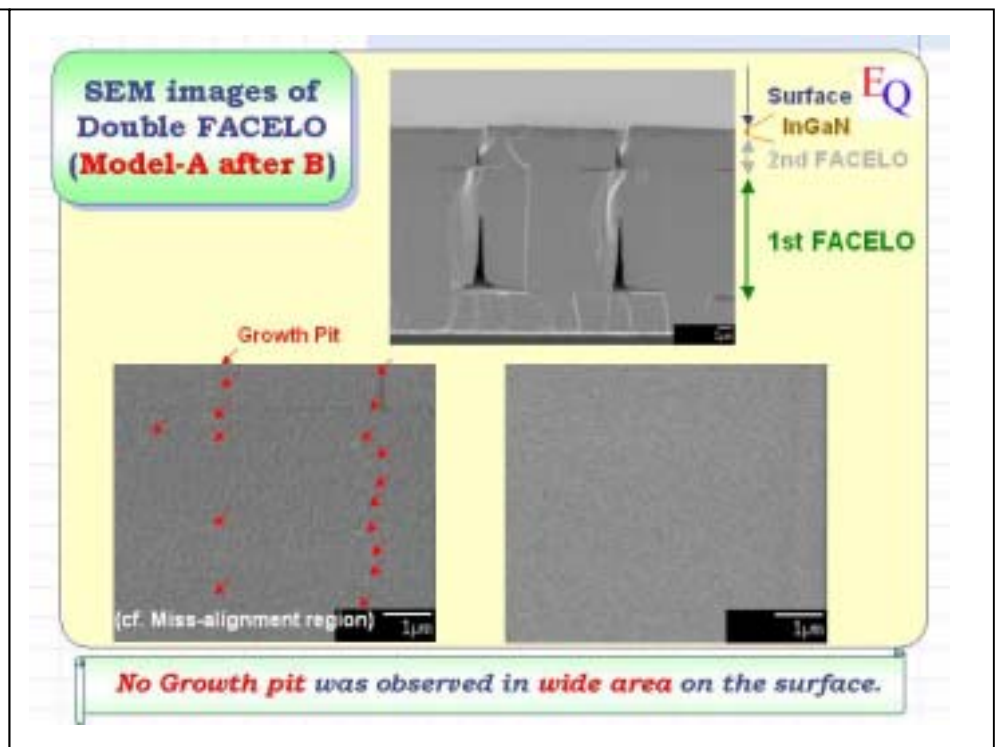 SEM images of
Double FACELO
(Model-A after B)
EQ
Surface
InGaN
2nd FACELO
1st FACELO
Growth Pit
(cf. Miss-alignment region)
1μm
1μm
No Growth pit was observed in wide area on the surface.